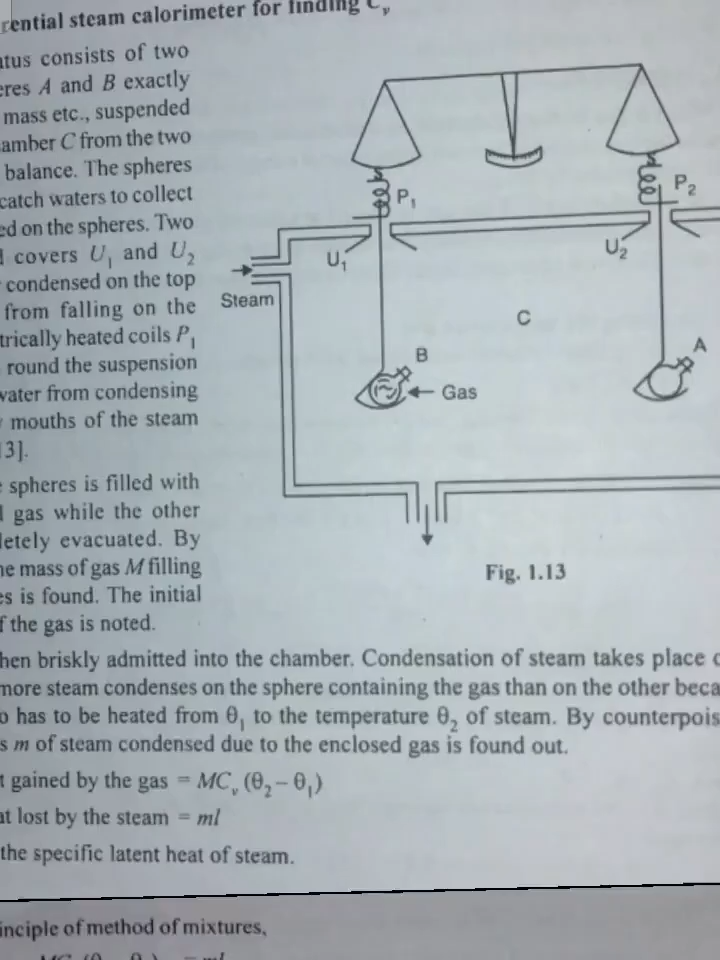 rential steam calorimeter for finding Cv
atus consists of two
eres A and B exactly
mass etc., suspended
amber C from the two
balance. The spheres
catch waters to collect
ed on the spheres. Two
l covers U1 and U2
condensed on the top
from falling on the
trically heated coils P1
round the suspension
water from condensing
mouths of the steam
3].
spheres is filled with
l gas while the other
letely evacuated. By
he mass of gas M filling
es is found. The initial
f the gas is noted.
P1
P2
U1
U2
Steam
C
B
A
Gas
Fig. 1.13
hen briskly admitted into the chamber. Condensation of steam takes place
more steam condenses on the sphere containing the gas than on the other beca
o has to be heated from θ1 to the temperature θ2 of steam. By counterpois
s m of steam condensed due to the enclosed gas is found out.
t gained by the gas = MCv (θ2 – θ1)
at lost by the steam = ml
the specific latent heat of steam.
inciple of method of mixtures,